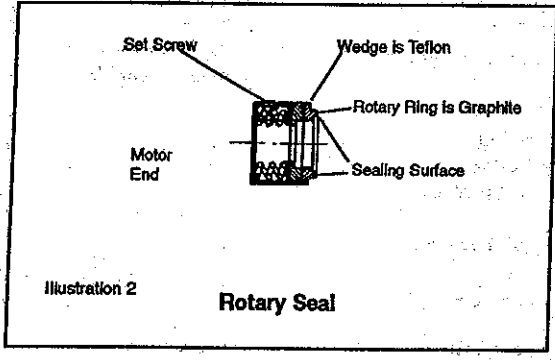 Set Screw
Wedge is Teflon
Rotary Ring is Graphite
Motor
End
Sealing Surface
Illustration 2
Rotary Seal